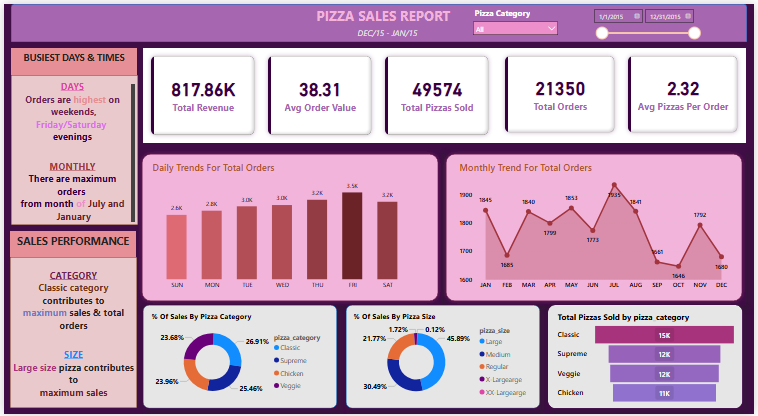 PIZZA SALES REPORT
DEC/15 - JAN/15
Pizza Category
All
1/1/2015
12/31/2015
BUSIEST DAYS & TIMES
DAYS
Orders are highest on
weekends,
Friday/Saturday
evenings
MONTHLY
There are maximum
orders
from month of July and
January
SALES PERFORMANCE
CATEGORY
Classic category
contributes to
maximum sales & total
orders
SIZE
Large size pizza contributes
to
maximum sales
817.86K
Total Revenue
38.31
Avg Order Value
49574
Total Pizzas Sold
21350
Total Orders
2.32
Avg Pizzas Per Order
Daily Trends For Total Orders
2.6K
2.8K
3.0K
3.0K
3.2K
3.5K
3.2K
SUN
MON
TUE
WED
THU
FRI
SAT
Monthly Trend For Total Orders
1900
1800
1700
1600
1845
1685
1840
1799
1853
1773
1935
1841
1661
1646
1792
1680
JAN
FEB
MAR
APR
MAY
JUN
JUL
AUG
SEP
OCT
NOV
DEC
% Of Sales By Pizza Category
23.68%
26.91%
23.96%
25.46%
pizza_category
Classic
Supreme
Chicken
Veggie
% Of Sales By Pizza Size
1.72%
0.12%
21.77%
45.89%
30.49%
pizza_size
Large
Medium
Regular
X-Largearge
XX-Largearge
Total Pizzas Sold by pizza_category
Classic
15K
Supreme
12K
Veggie
12K
Chicken
11K